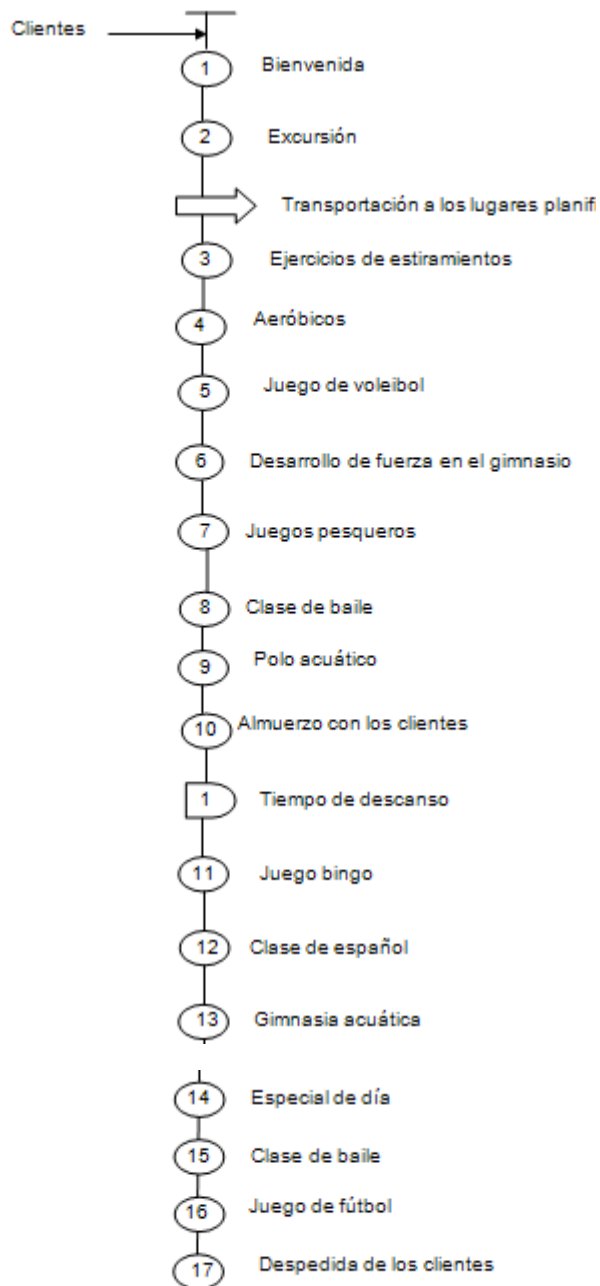 Clientes
1 Bienvenida
2 Excursión
Transportación a los lugares planifi
3 Ejercicios de estiramientos
4 Aeróbicos
5 Juego de voleibol
6 Desarrollo de fuerza en el gimnasio
7 Juegos pesqueros
8 Clase de baile
9 Polo acuático
10 Almuerzo con los clientes
1 Tiempo de descanso
11 Juego bingo
12 Clase de español
13 Gimnasia acuática
14 Especial de día
15 Clase de baile
16 Juego de fútbol
17 Despedida de los clientes